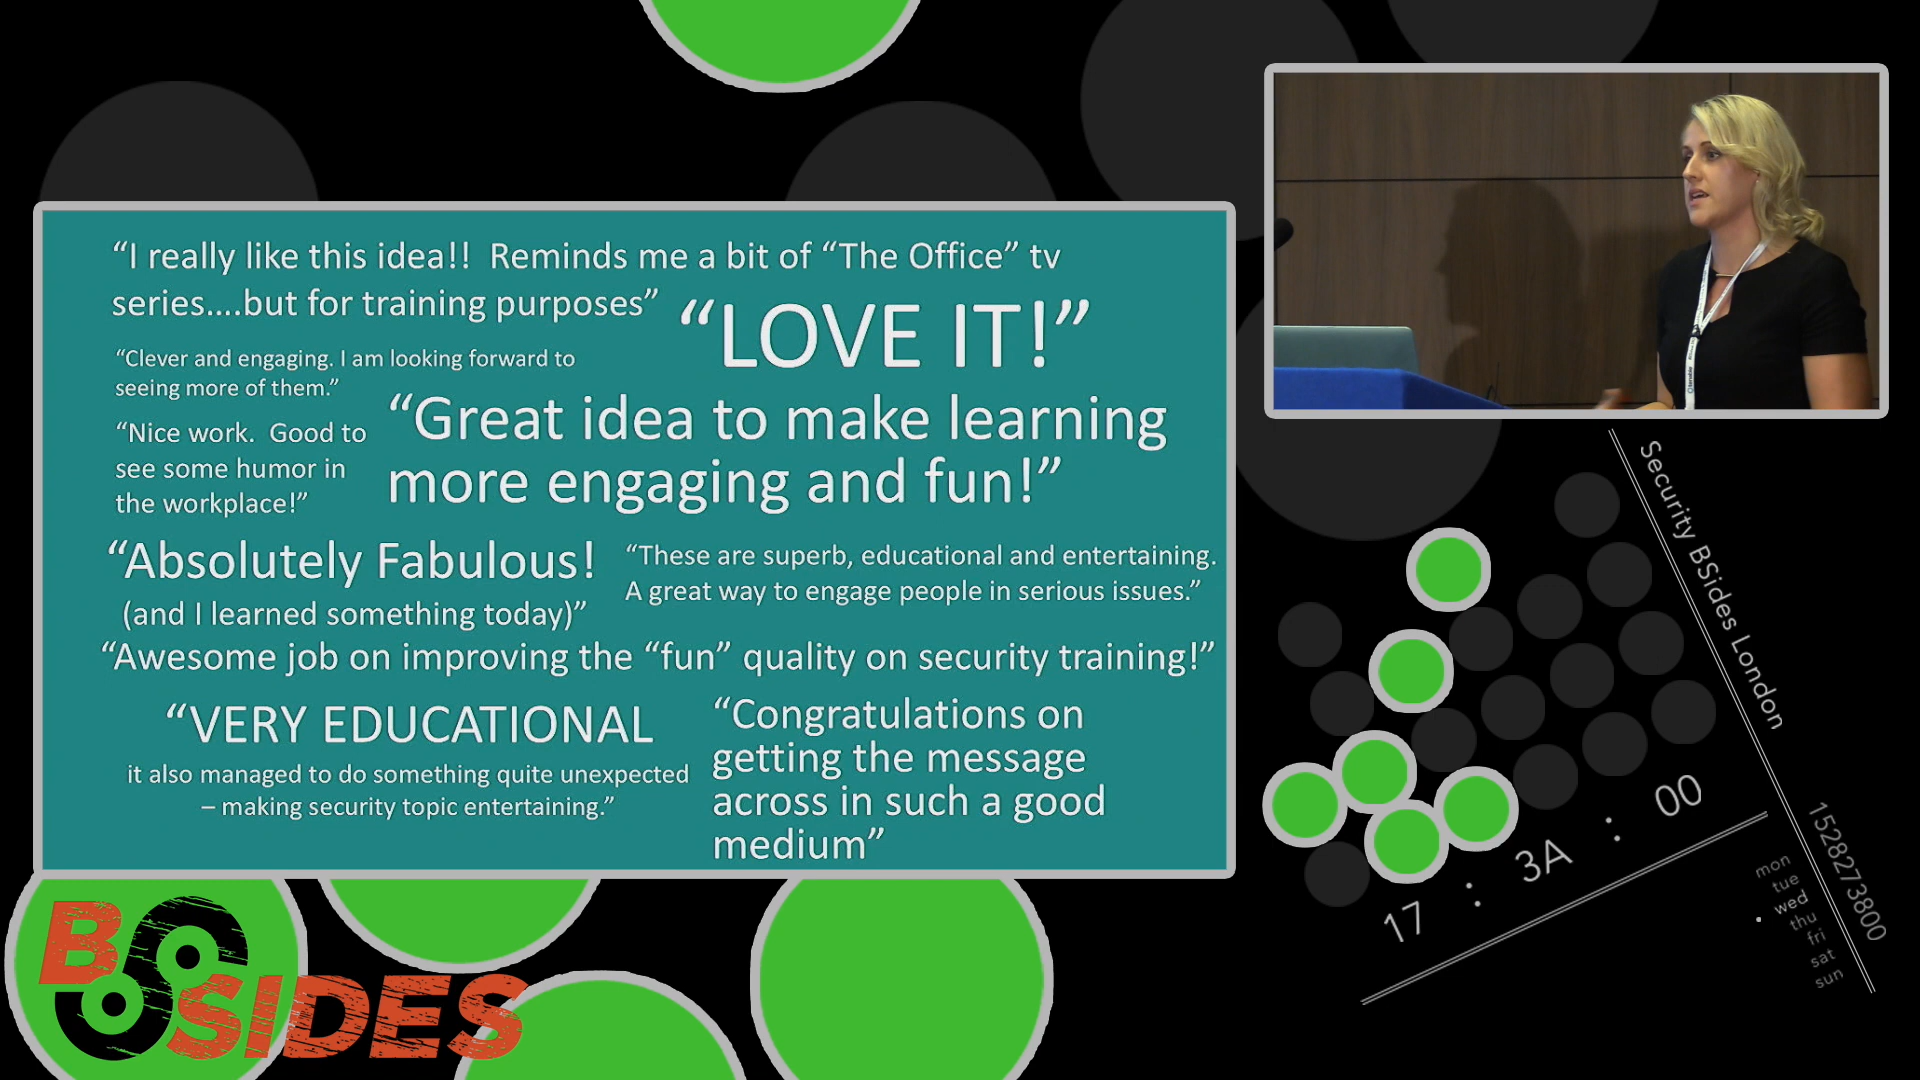 “I really like this idea!!  Reminds me a bit of “The Office” tv
series....but for training purposes”
“LOVE IT!”
“Clever and engaging. I am looking forward to
seeing more of them.”
“Great idea to make learning
more engaging and fun!”
“Nice work.  Good to
see some humor in
the workplace!”
“Absolutely Fabulous!
(and I learned something today)”
“These are superb, educational and entertaining.
A great way to engage people in serious issues.”
“Awesome job on improving the “fun” quality on security training!”
“VERY EDUCATIONAL
it also managed to do something quite unexpected
– making security topic entertaining.”
“Congratulations on
getting the message
across in such a good
medium”
Security BSides London
17 : 3A : 00
1528273800
mon
tue
wed
thu
fri
sat
sun
BSIDES